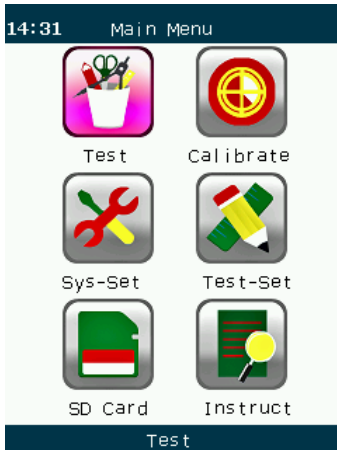 14:31 Main Menu
Test Calibrate
Sys-Set Test-Set
SD Card Instruct
Test